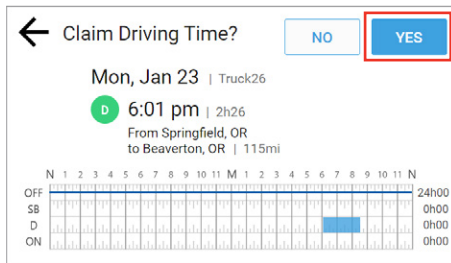 Claim Driving Time?
NO
YES
Mon, Jan 23 | Truck26
D 6:01 pm | 2h26
From Springfield, OR
to Beaverton, OR | 115mi
N 1 2 3 4 5 6 7 8 9 10 11 M 1 2 3 4 5 6 7 8 9 10 11 N
OFF 24h00
SB 0h00
D 0h00
ON 0h00